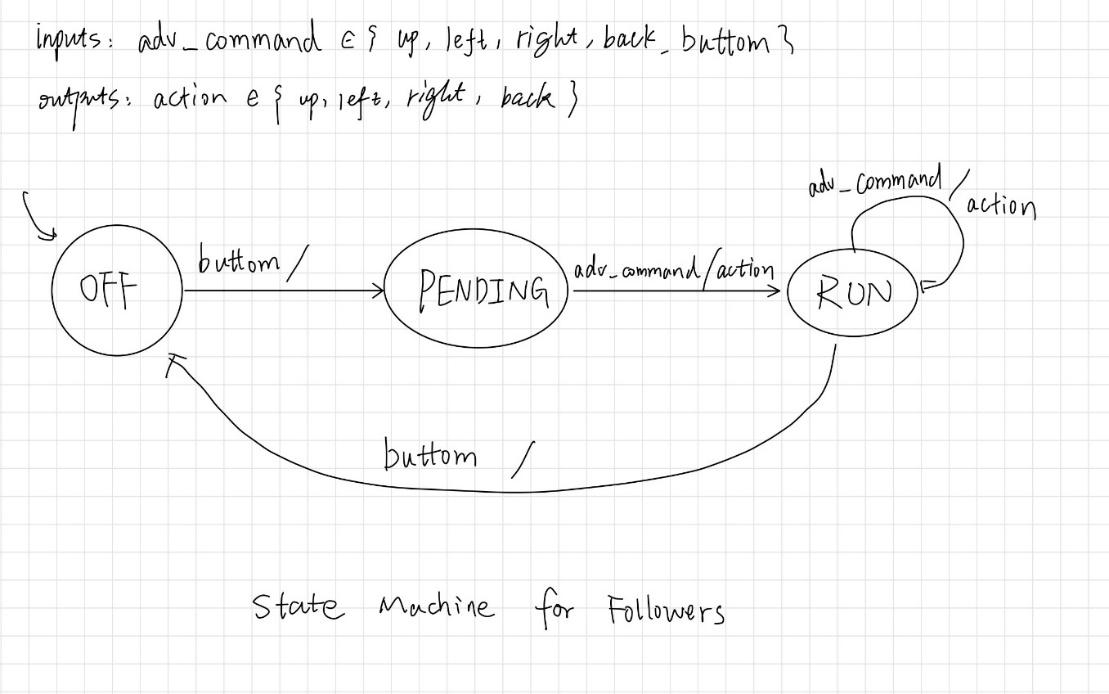 inputs: adv_command ∈ { up, left, right, back_buttom }
outputs: action ∈ { up, left, right, back }
adv_command /
action
OFF
buttom /
PENDING
adv_command/action
RUN
buttom /
State Machine for Followers